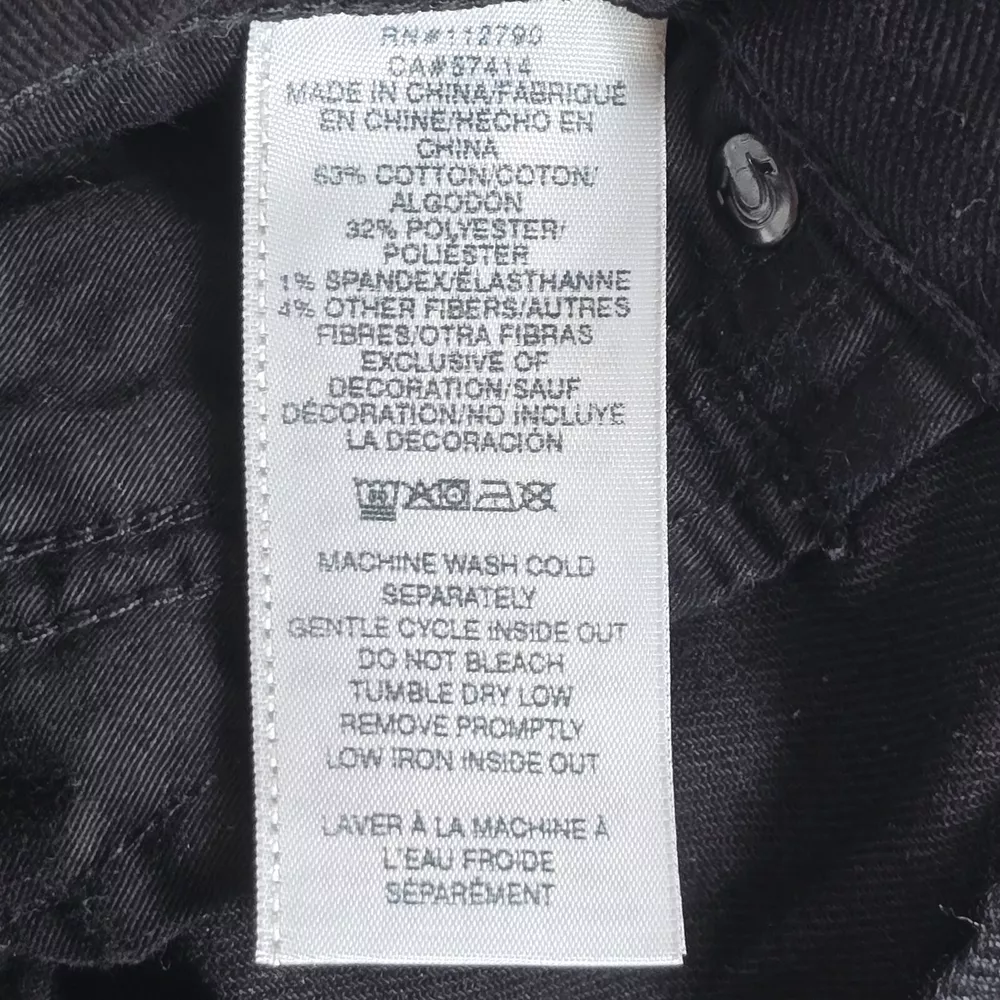 RN#112790
CA#37414
MADE IN CHINA/FABRIQUÉ
EN CHINE/HECHO EN
CHINA
63% COTTON/COTON/
ALGODÓN
32% POLYESTER/
POLIÉSTER
1% SPANDEX/ÉLASTHANNE
4% OTHER FIBERS/AUTRES
FIBRES/OTRA FIBRAS
EXCLUSIVE OF
DECORATION/SAUF
DÉCORATION/NO INCLUYE
LA DECORACIÓN
MACHINE WASH COLD
SEPARATELY
GENTLE CYCLE INSIDE OUT
DO NOT BLEACH
TUMBLE DRY LOW
REMOVE PROMPTLY
LOW IRON INSIDE OUT
LAVER À LA MACHINE À
L'EAU FROIDE
SÉPARÉMENT